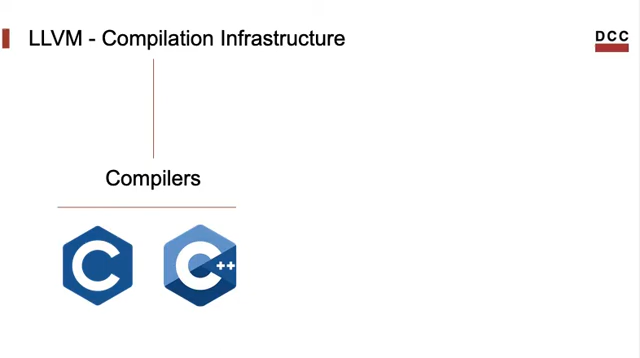 LLVM - Compilation Infrastructure
DCC
Compilers
C
C++